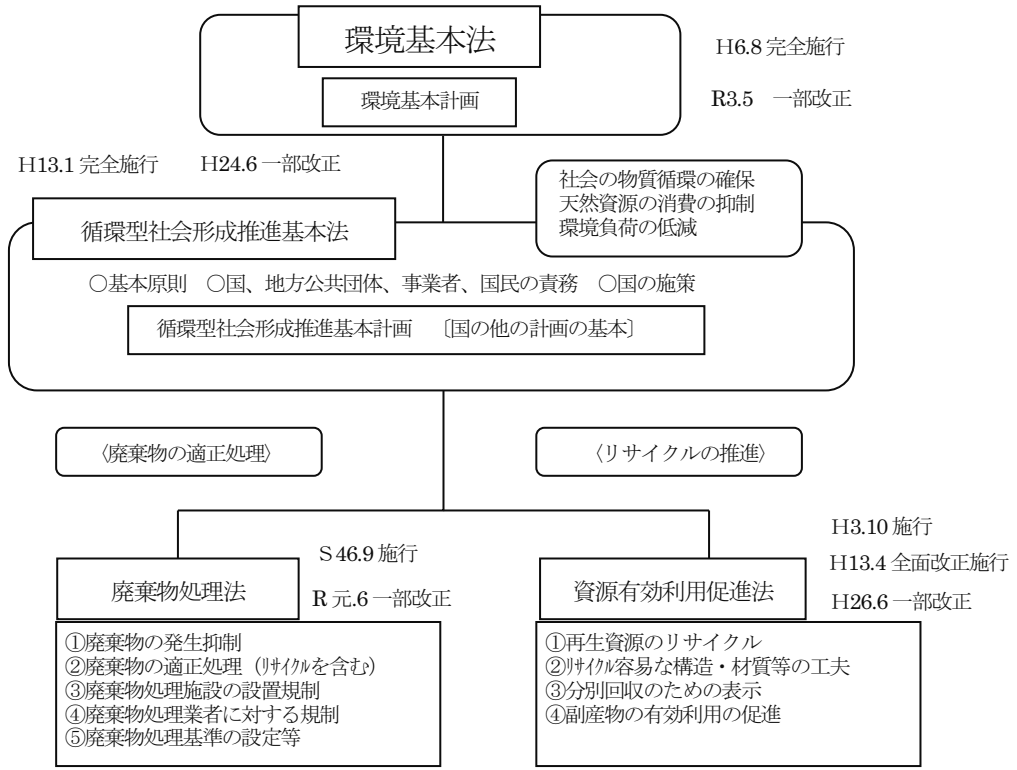 環境基本法
H6.8 完全施行
環境基本計画
R3.5 一部改正
H13.1 完全施行 H24.6 一部改正
社会の物質循環の確保
天然資源の消費の抑制
環境負荷の低減
循環型社会形成推進基本法
○基本原則 ○国、地方公共団体、事業者、国民の責務 ○国の施策
循環型社会形成推進基本計画 〔国の他の計画の基本〕
〈廃棄物の適正処理〉
〈リサイクルの推進〉
S46.9 施行
廃棄物処理法
R 元.6 一部改正
①廃棄物の発生抑制
②廃棄物の適正処理（ﾘｻｲｸﾙを含む）
③廃棄物処理施設の設置規制
④廃棄物処理業者に対する規制
⑤廃棄物処理基準の設定等
H3.10 施行
H13.4 全面改正施行
資源有効利用促進法
H26.6 一部改正
①再生資源のリサイクル
②ﾘｻｲｸﾙ容易な構造・材質等の工夫
③分別回収のための表示
④副産物の有効利用の促進